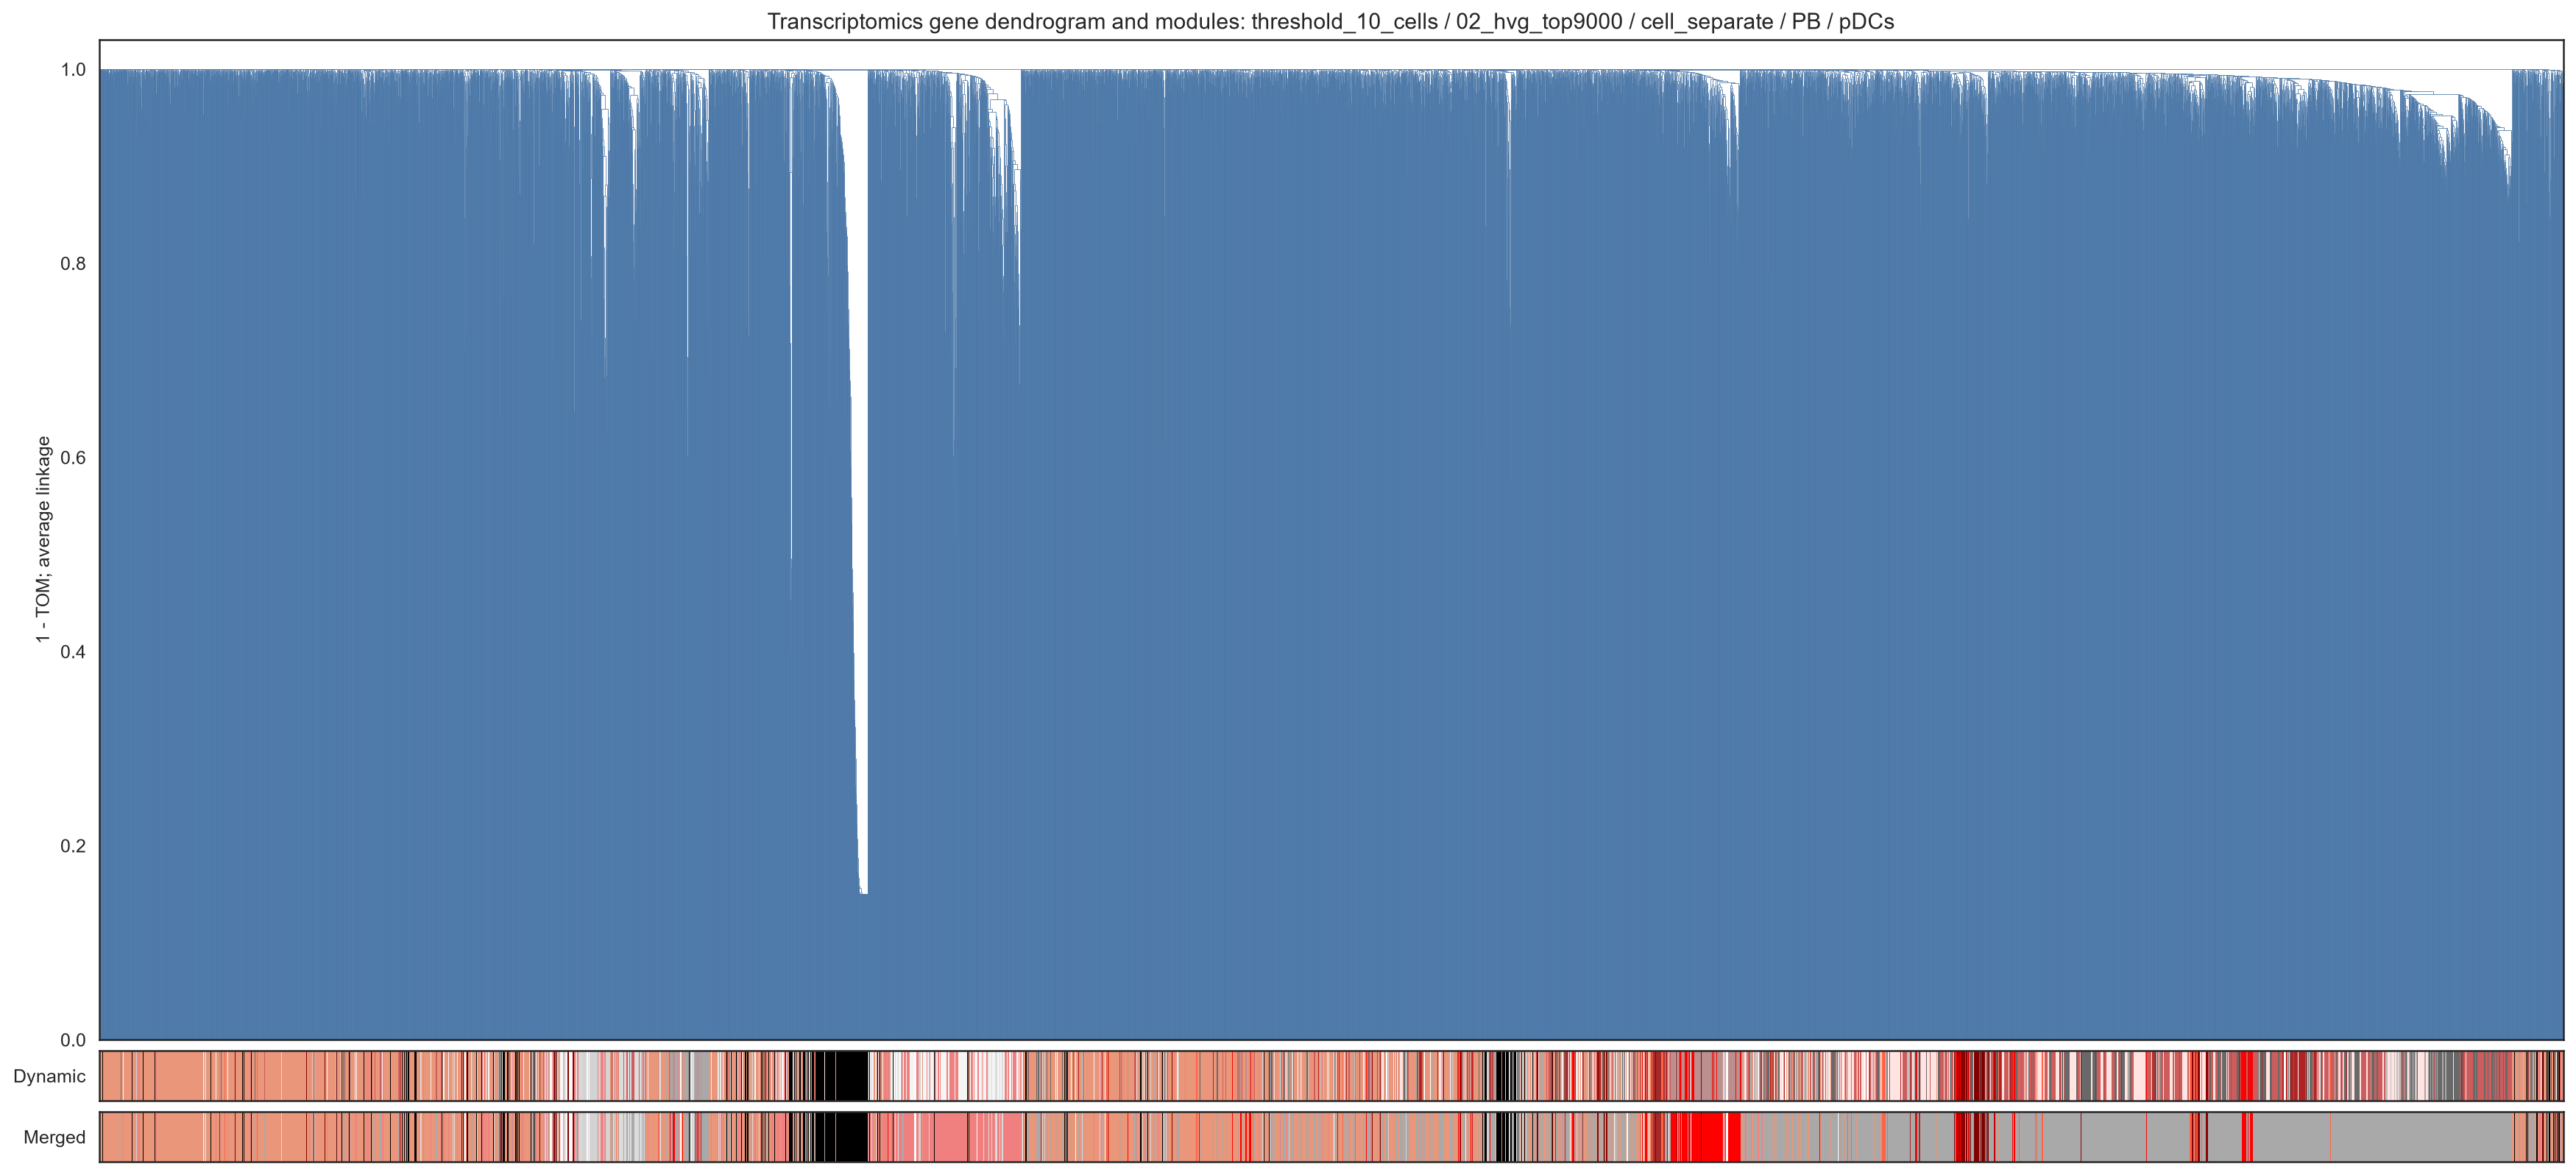 Transcriptomics gene dendrogram and modules: threshold_10_cells / 02_hvg_top9000 / cell_separate / PB / pDCs
1.0
0.8
0.6
0.4
0.2
0.0
1 - TOM; average linkage
Dynamic
Merged